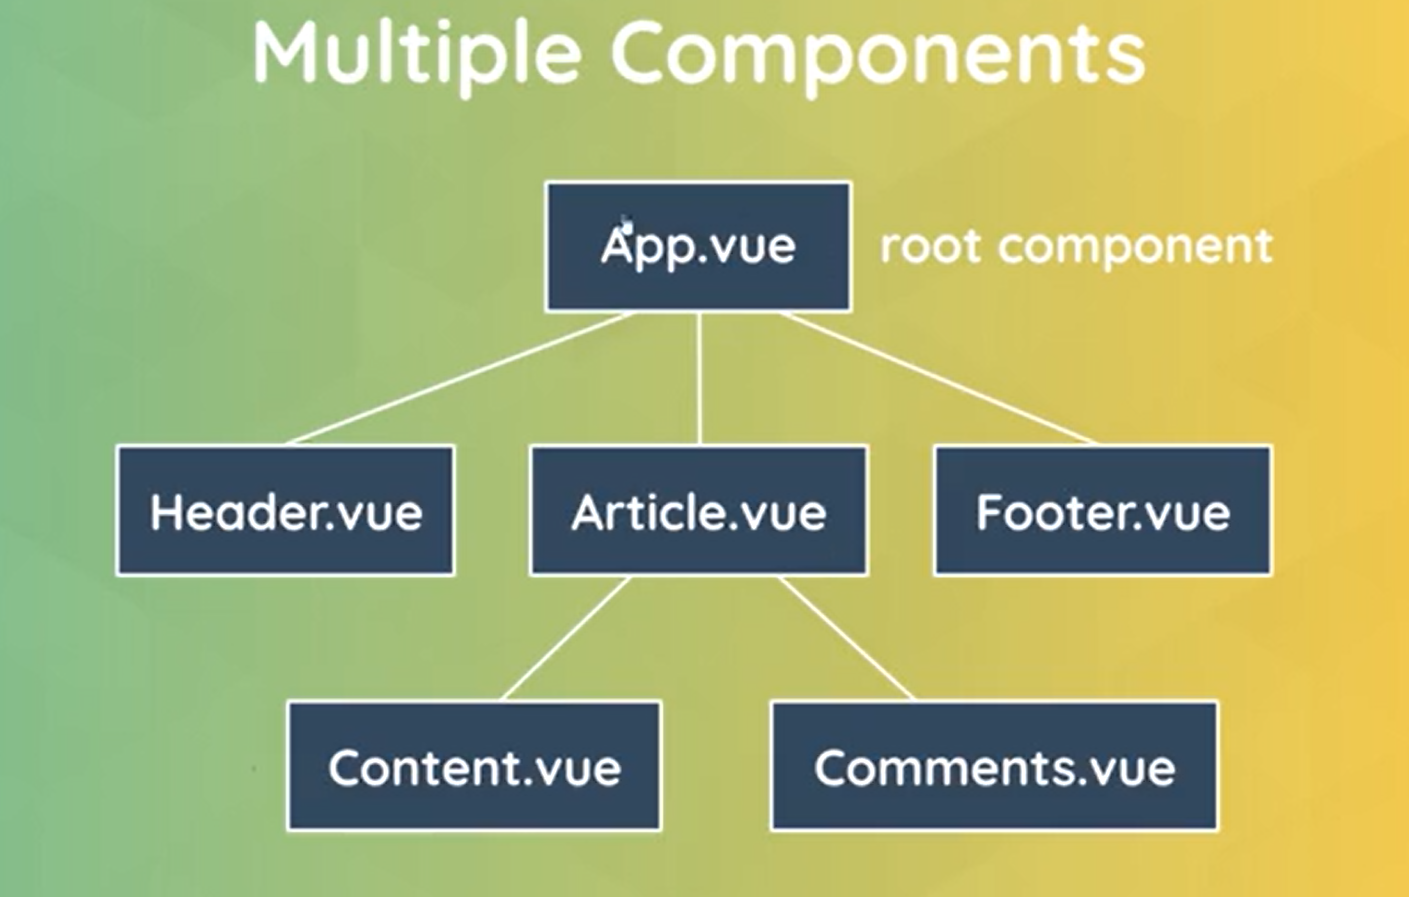 Multiple Components
App.vue
root component
Header.vue
Article.vue
Footer.vue
Content.vue
Comments.vue